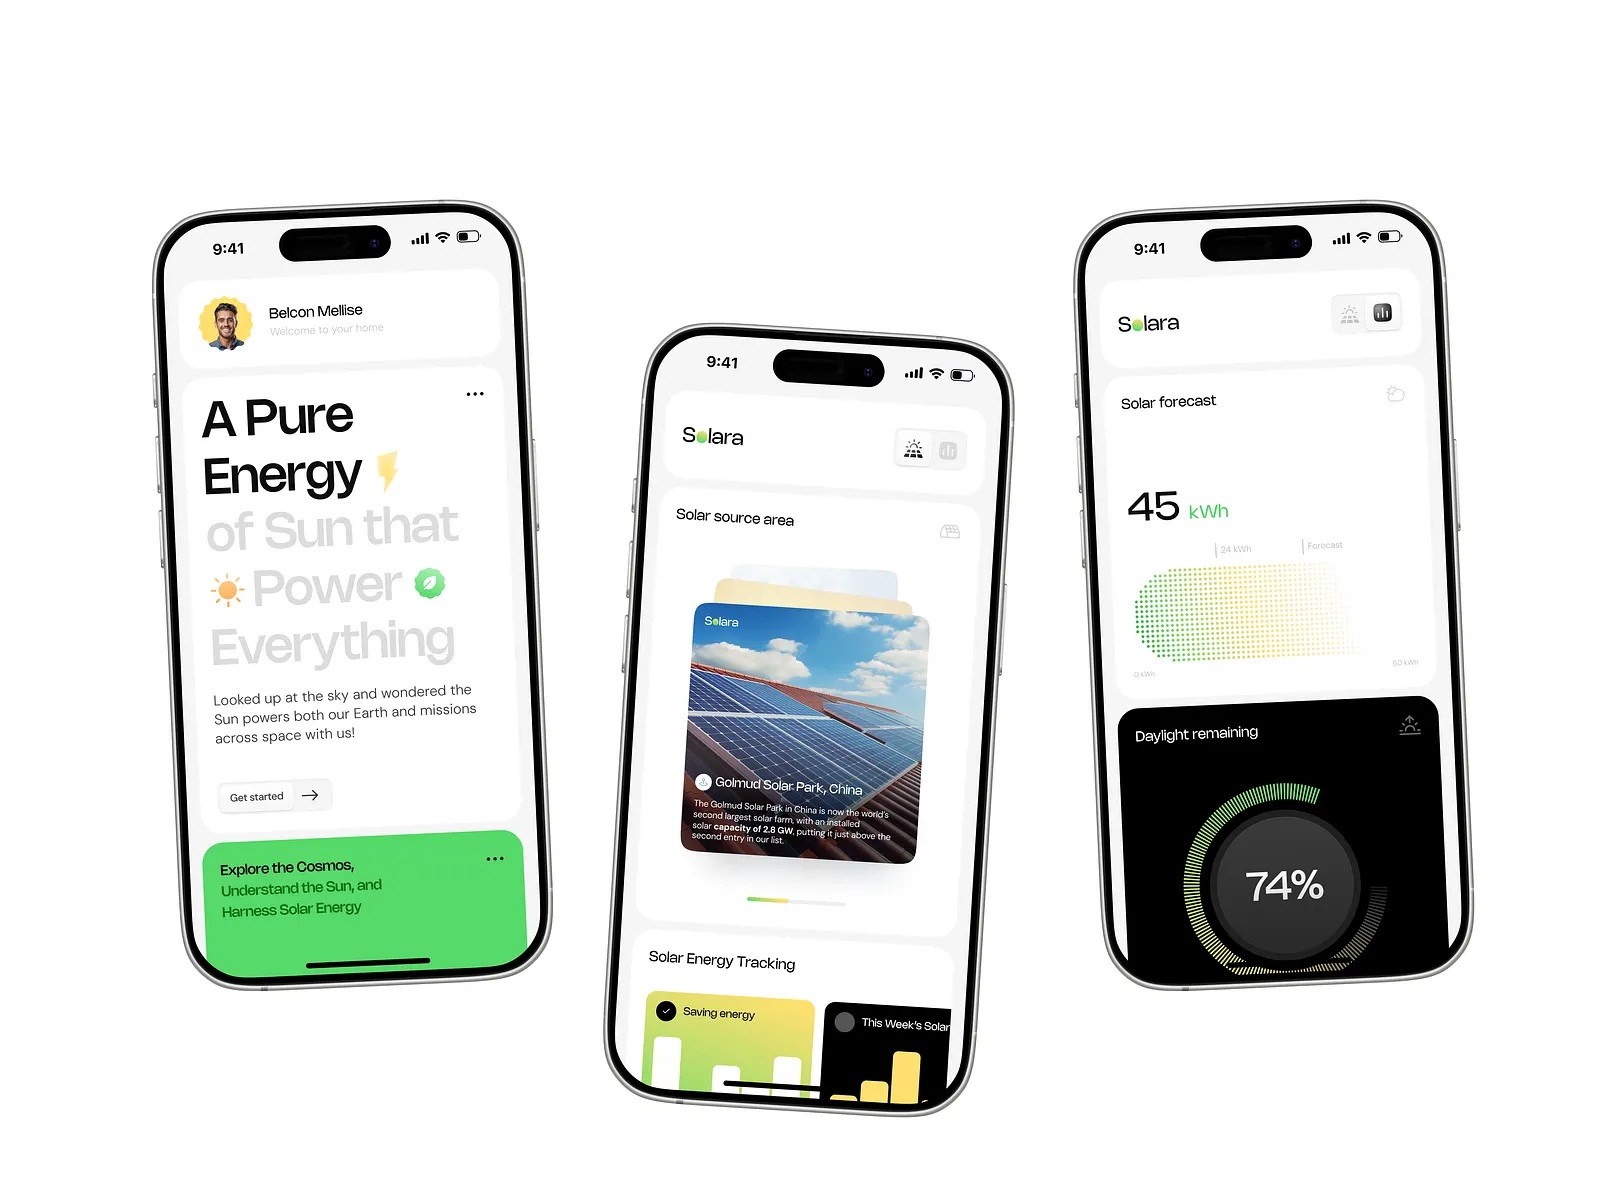 9:41
Belcon Mellise
Welcome to your home
A Pure
Energy
of Sun that
Power
Everything
Looked up at the sky and wondered the
Sun powers both our Earth and missions
across space with us!
Get started
Explore the Cosmos,
Understand the Sun, and
Harness Solar Energy
9:41
Solara
Solar source area
Solara
Golmud Solar Park, China
The Golmud Solar Park in China is now the world's
second largest solar farm, with an installed
solar capacity of 2.8 GW, putting it just above the
second entry in our list.
Solar Energy Tracking
Saving energy
This Week's Solar
9:41
Solara
Solar forecast
45 kWh
24 kWh
Forecast
0 kWh
60 kWh
Daylight remaining
74%